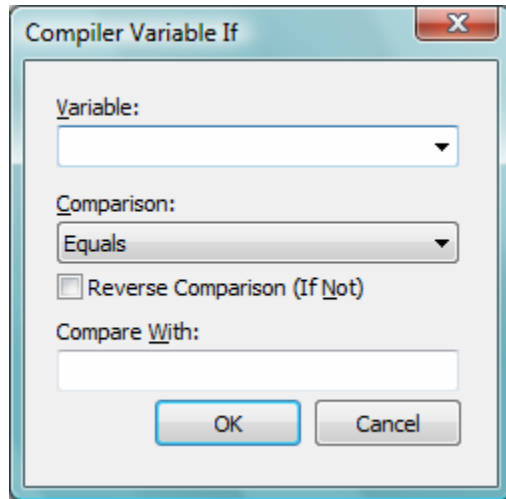 Compiler Variable If
Variable:
Comparison:
Equals
Reverse Comparison (If Not)
Compare With:
OK Cancel